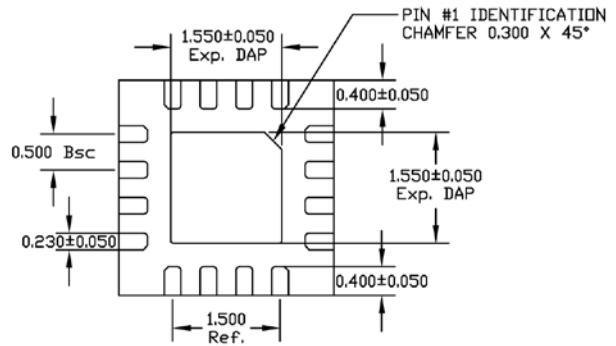 PIN #1 IDENTIFICATION
CHAMFER 0.300 X 45°
1.550±0.050
Exp. DAP
0.400±0.050
0.500 Bsc
1.550±0.050
Exp. DAP
0.230±0.050
0.400±0.050
1.500
Ref.